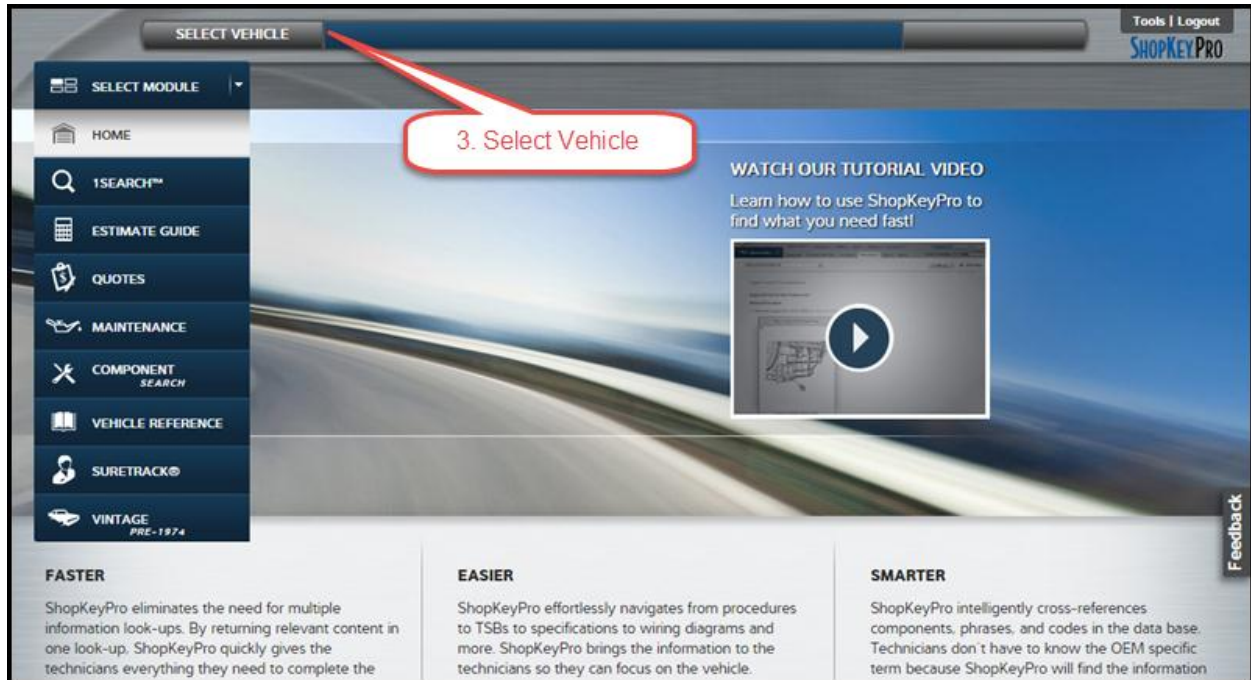 SELECT VEHICLE
Tools | Logout
SHOPKEYPRO
SELECT MODULE
3. Select Vehicle
HOME
1SEARCH™
ESTIMATE GUIDE
QUOTES
MAINTENANCE
COMPONENT
SEARCH
VEHICLE REFERENCE
SURETRACK®
VINTAGE
PRE-1974
WATCH OUR TUTORIAL VIDEO
Learn how to use ShopKeyPro to
find what you need fast!
Feedback
FASTER
ShopKeyPro eliminates the need for multiple
information look-ups. By returning relevant content in
one look-up, ShopKeyPro quickly gives the
technicians everything they need to complete the
EASIER
ShopKeyPro effortlessly navigates from procedures
to TSBs to specifications to wiring diagrams and
more. ShopKeyPro brings the information to the
technicians so they can focus on the vehicle.
SMARTER
ShopKeyPro intelligently cross-references
components, phrases, and codes in the data base.
Technicians don't have to know the OEM specific
term because ShopKeyPro will find the information